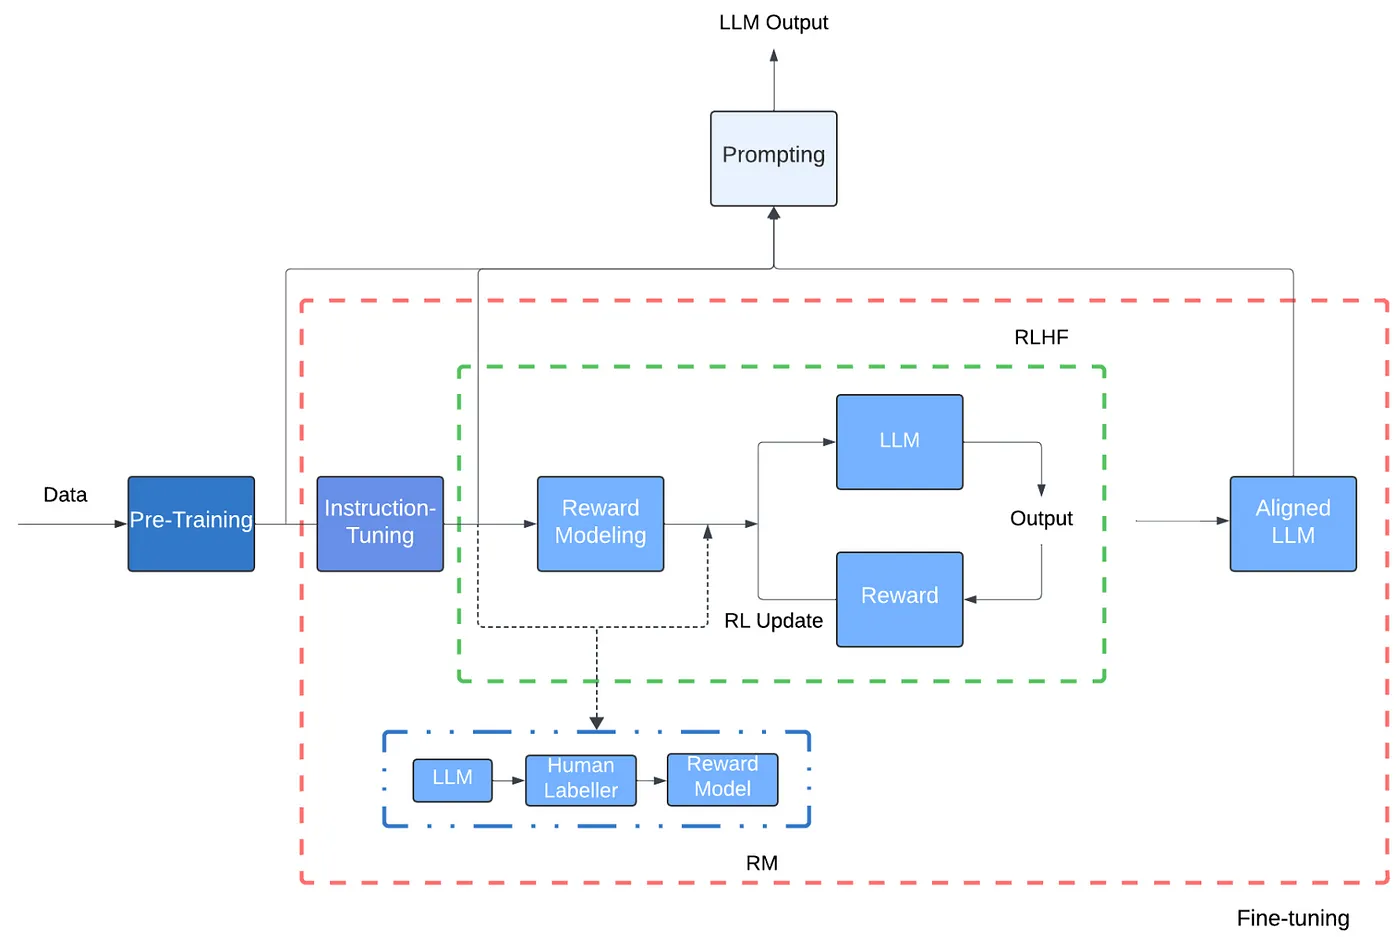 LLM Output
Prompting
RLHF
LLM
Data
Pre-Training
Instruction-
Tuning
Reward
Modeling
Output
Aligned
LLM
Reward
RL Update
LLM
Human
Labeller
Reward
Model
RM
Fine-tuning